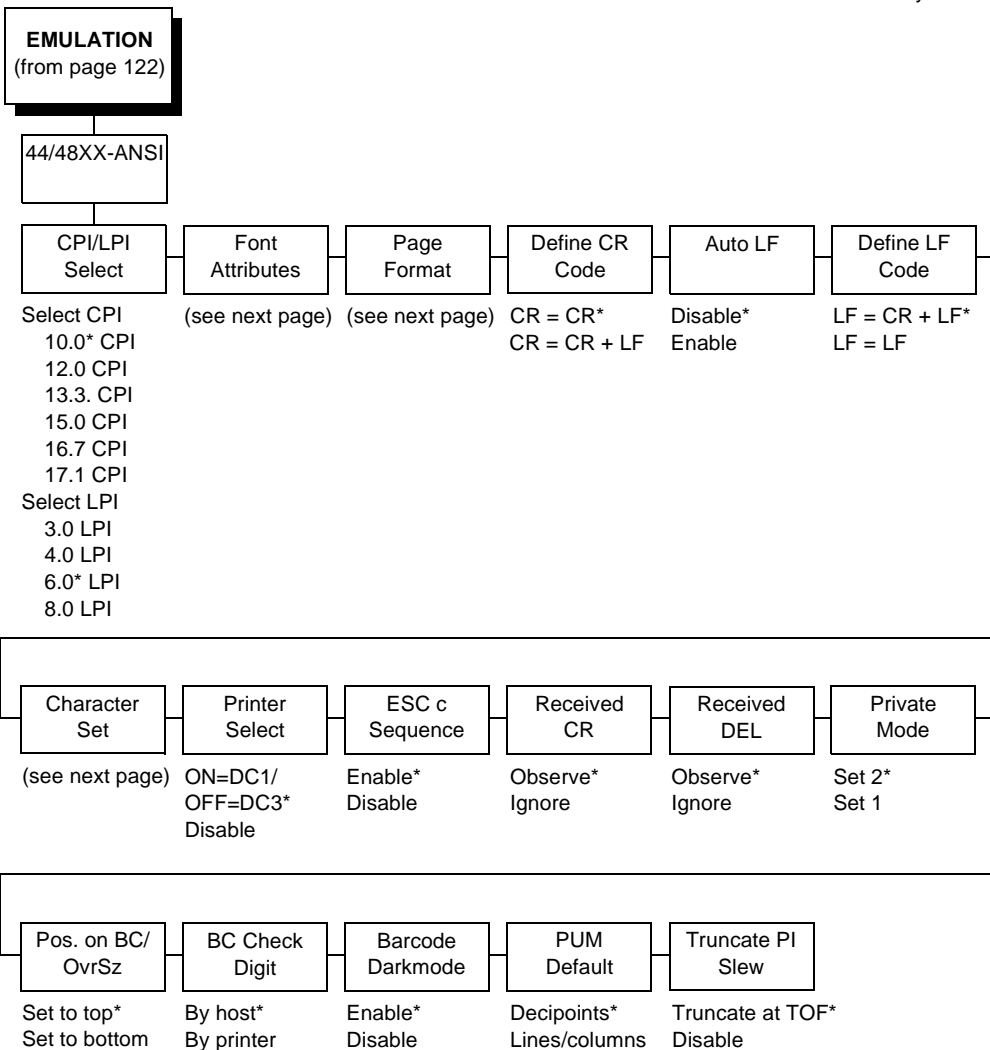 EMULATION
(from page 122)
44/48XX-ANSI
CPI/LPI
Select
Font
Attributes
Page
Format
Define CR
Code
Auto LF
Define LF
Code
Select CPI
10.0* CPI
12.0 CPI
13.3. CPI
15.0 CPI
16.7 CPI
17.1 CPI
Select LPI
3.0 LPI
4.0 LPI
6.0* LPI
8.0 LPI
(see next page)
(see next page)
CR = CR*
CR = CR + LF
Disable*
Enable
LF = CR + LF*
LF = LF
Character
Set
Printer
Select
ESC c
Sequence
Received
CR
Received
DEL
Private
Mode
(see next page)
ON=DC1/
OFF=DC3*
Disable
Enable*
Disable
Observe*
Ignore
Observe*
Ignore
Set 2*
Set 1
Pos. on BC/
OvrSz
BC Check
Digit
Barcode
Darkmode
PUM
Default
Truncate PI
Slew
Set to top*
Set to bottom
By host*
By printer
Enable*
Disable
Decipoints*
Lines/columns
Truncate at TOF*
Disable